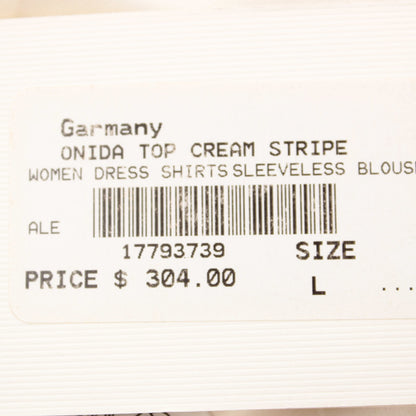 Garmany
ONIDA TOP CREAM STRIPE
WOMEN DRESS SHIRTS SLEEVELESS BLOUS
ALE
17793739
SIZE
PRICE $ 304.00
L
...